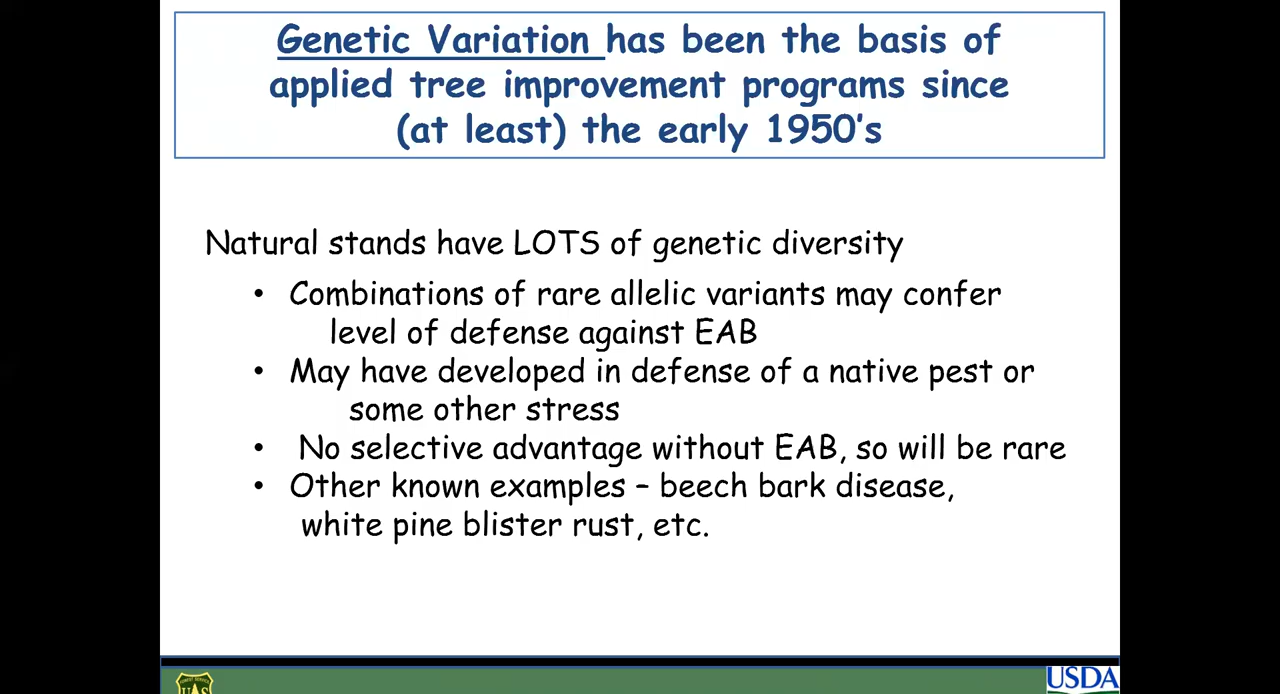 Genetic Variation has been the basis of
applied tree improvement programs since
(at least) the early 1950's
Natural stands have LOTS of genetic diversity
• Combinations of rare allelic variants may confer
level of defense against EAB
• May have developed in defense of a native pest or
some other stress
• No selective advantage without EAB, so will be rare
• Other known examples – beech bark disease,
white pine blister rust, etc.
FOREST SERVICE
UAS
USDA